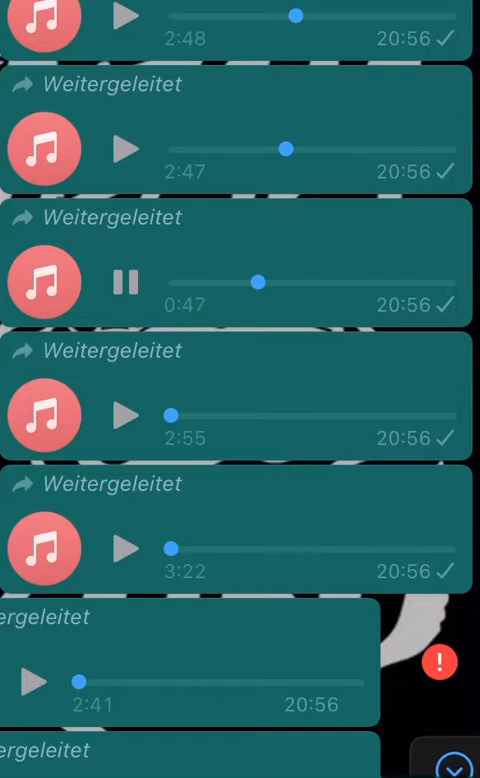 2:48 20:56
Weitergeleitet
2:47 20:56
Weitergeleitet
0:47 20:56
Weitergeleitet
2:55 20:56
Weitergeleitet
3:22 20:56
ergeleitet
!
2:41 20:56
ergeleitet